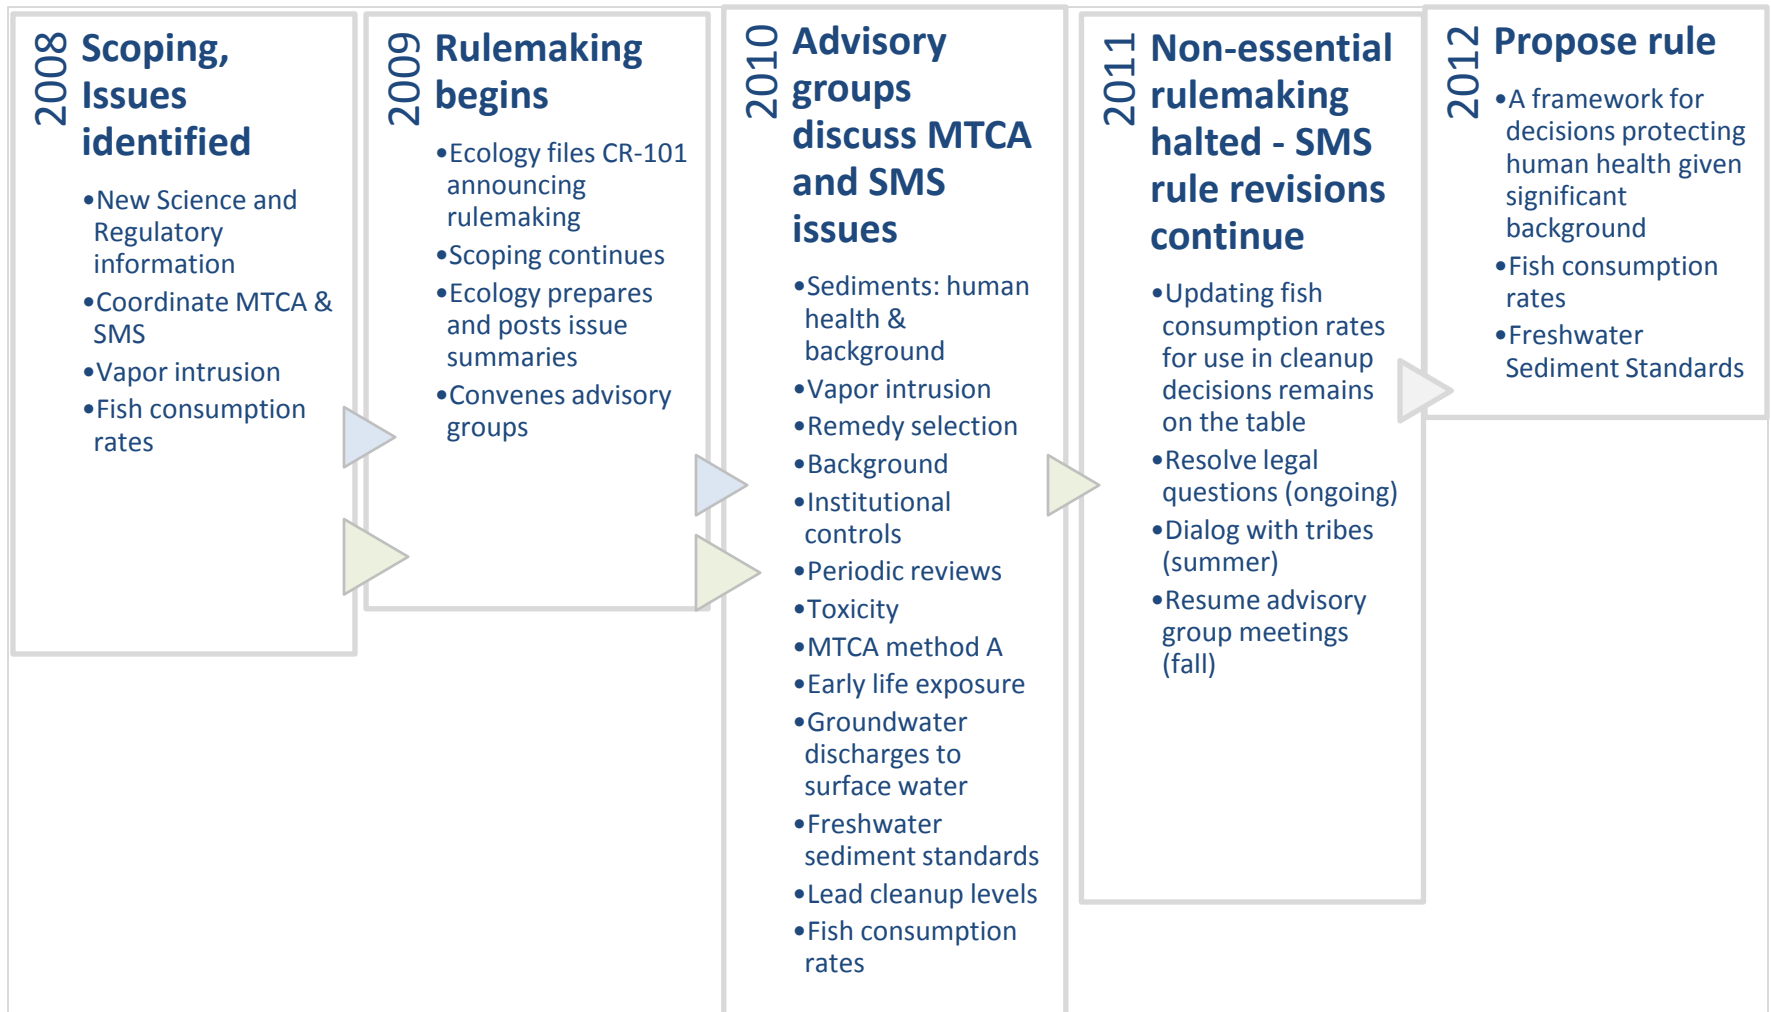 2008
Scoping,
Issues
identified
•New Science and
Regulatory
information
•Coordinate MTCA &
SMS
•Vapor intrusion
•Fish consumption
rates
2009
Rulemaking
begins
•Ecology files CR-101
announcing
rulemaking
•Scoping continues
•Ecology prepares
and posts issue
summaries
•Convenes advisory
groups
2010
Advisory
groups
discuss MTCA
and SMS
issues
•Sediments: human
health &
background
•Vapor intrusion
•Remedy selection
•Background
•Institutional
controls
•Periodic reviews
•Toxicity
•MTCA method A
•Early life exposure
•Groundwater
discharges to
surface water
•Freshwater
sediment standards
•Lead cleanup levels
•Fish consumption
rates
2011
Non-essential
rulemaking
halted - SMS
rule revisions
continue
•Updating fish
consumption rates
for use in cleanup
decisions remains
on the table
•Resolve legal
questions (ongoing)
•Dialog with tribes
(summer)
•Resume advisory
group meetings
(fall)
2012
Propose rule
•A framework for
decisions protecting
human health given
significant
background
•Fish consumption
rates
•Freshwater
Sediment Standards